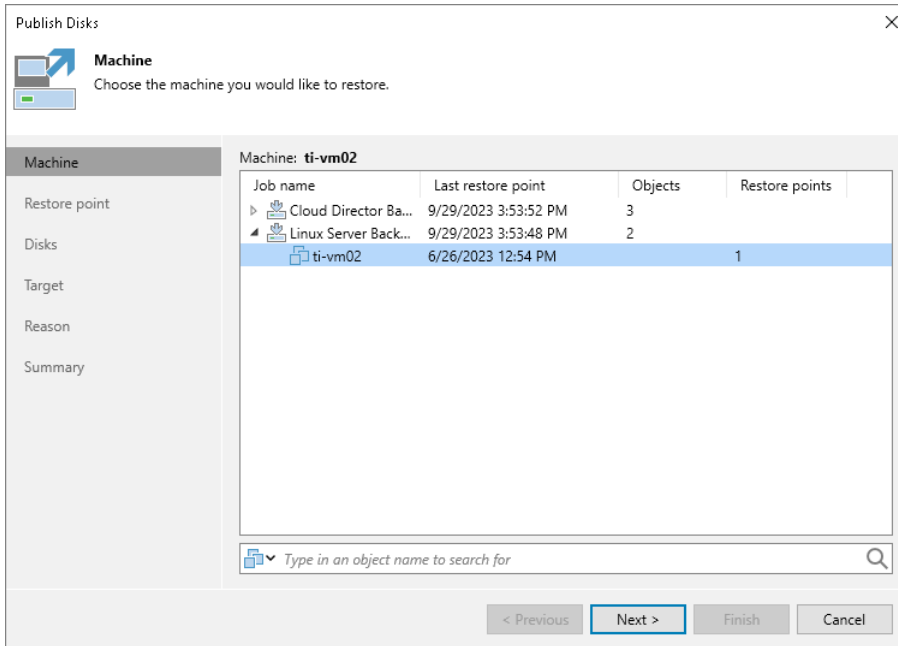 Publish Disks
Machine
Choose the machine you would like to restore.
Machine
Restore point
Disks
Target
Reason
Summary
Machine: ti-vm02
Job name Last restore point Objects Restore points
Cloud Director Ba... 9/29/2023 3:53:52 PM 3
Linux Server Back... 9/29/2023 3:53:48 PM 2
ti-vm02 6/26/2023 12:54 PM 1
Type in an object name to search for
< Previous Next > Finish Cancel